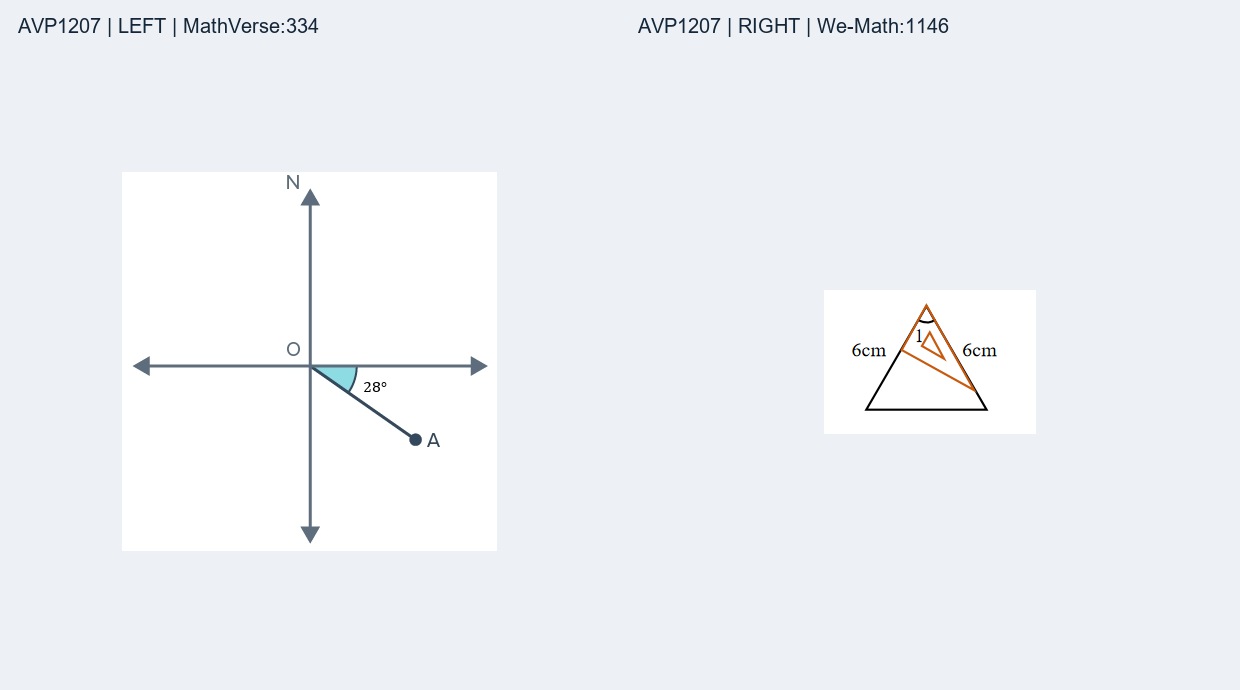 AVP1207 | LEFT | MathVerse:334
AVP1207 | RIGHT | We-Math:1146
N
O
28°
A
1
6cm
6cm